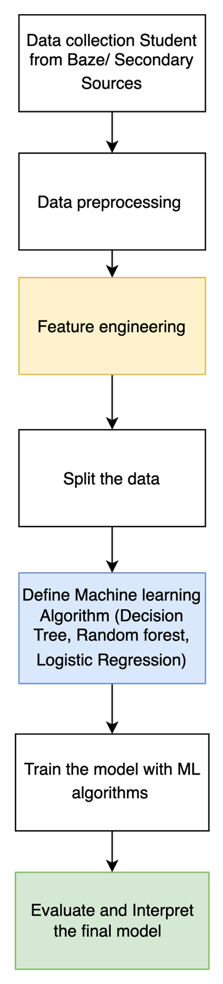 Data collection Student
from Baze/ Secondary
Sources
Data preprocessing
Feature engineering
Split the data
Define Machine learning
Algorithm (Decision
Tree, Random forest,
Logistic Regression)
Train the model with ML
algorithms
Evaluate and Interpret
the final model